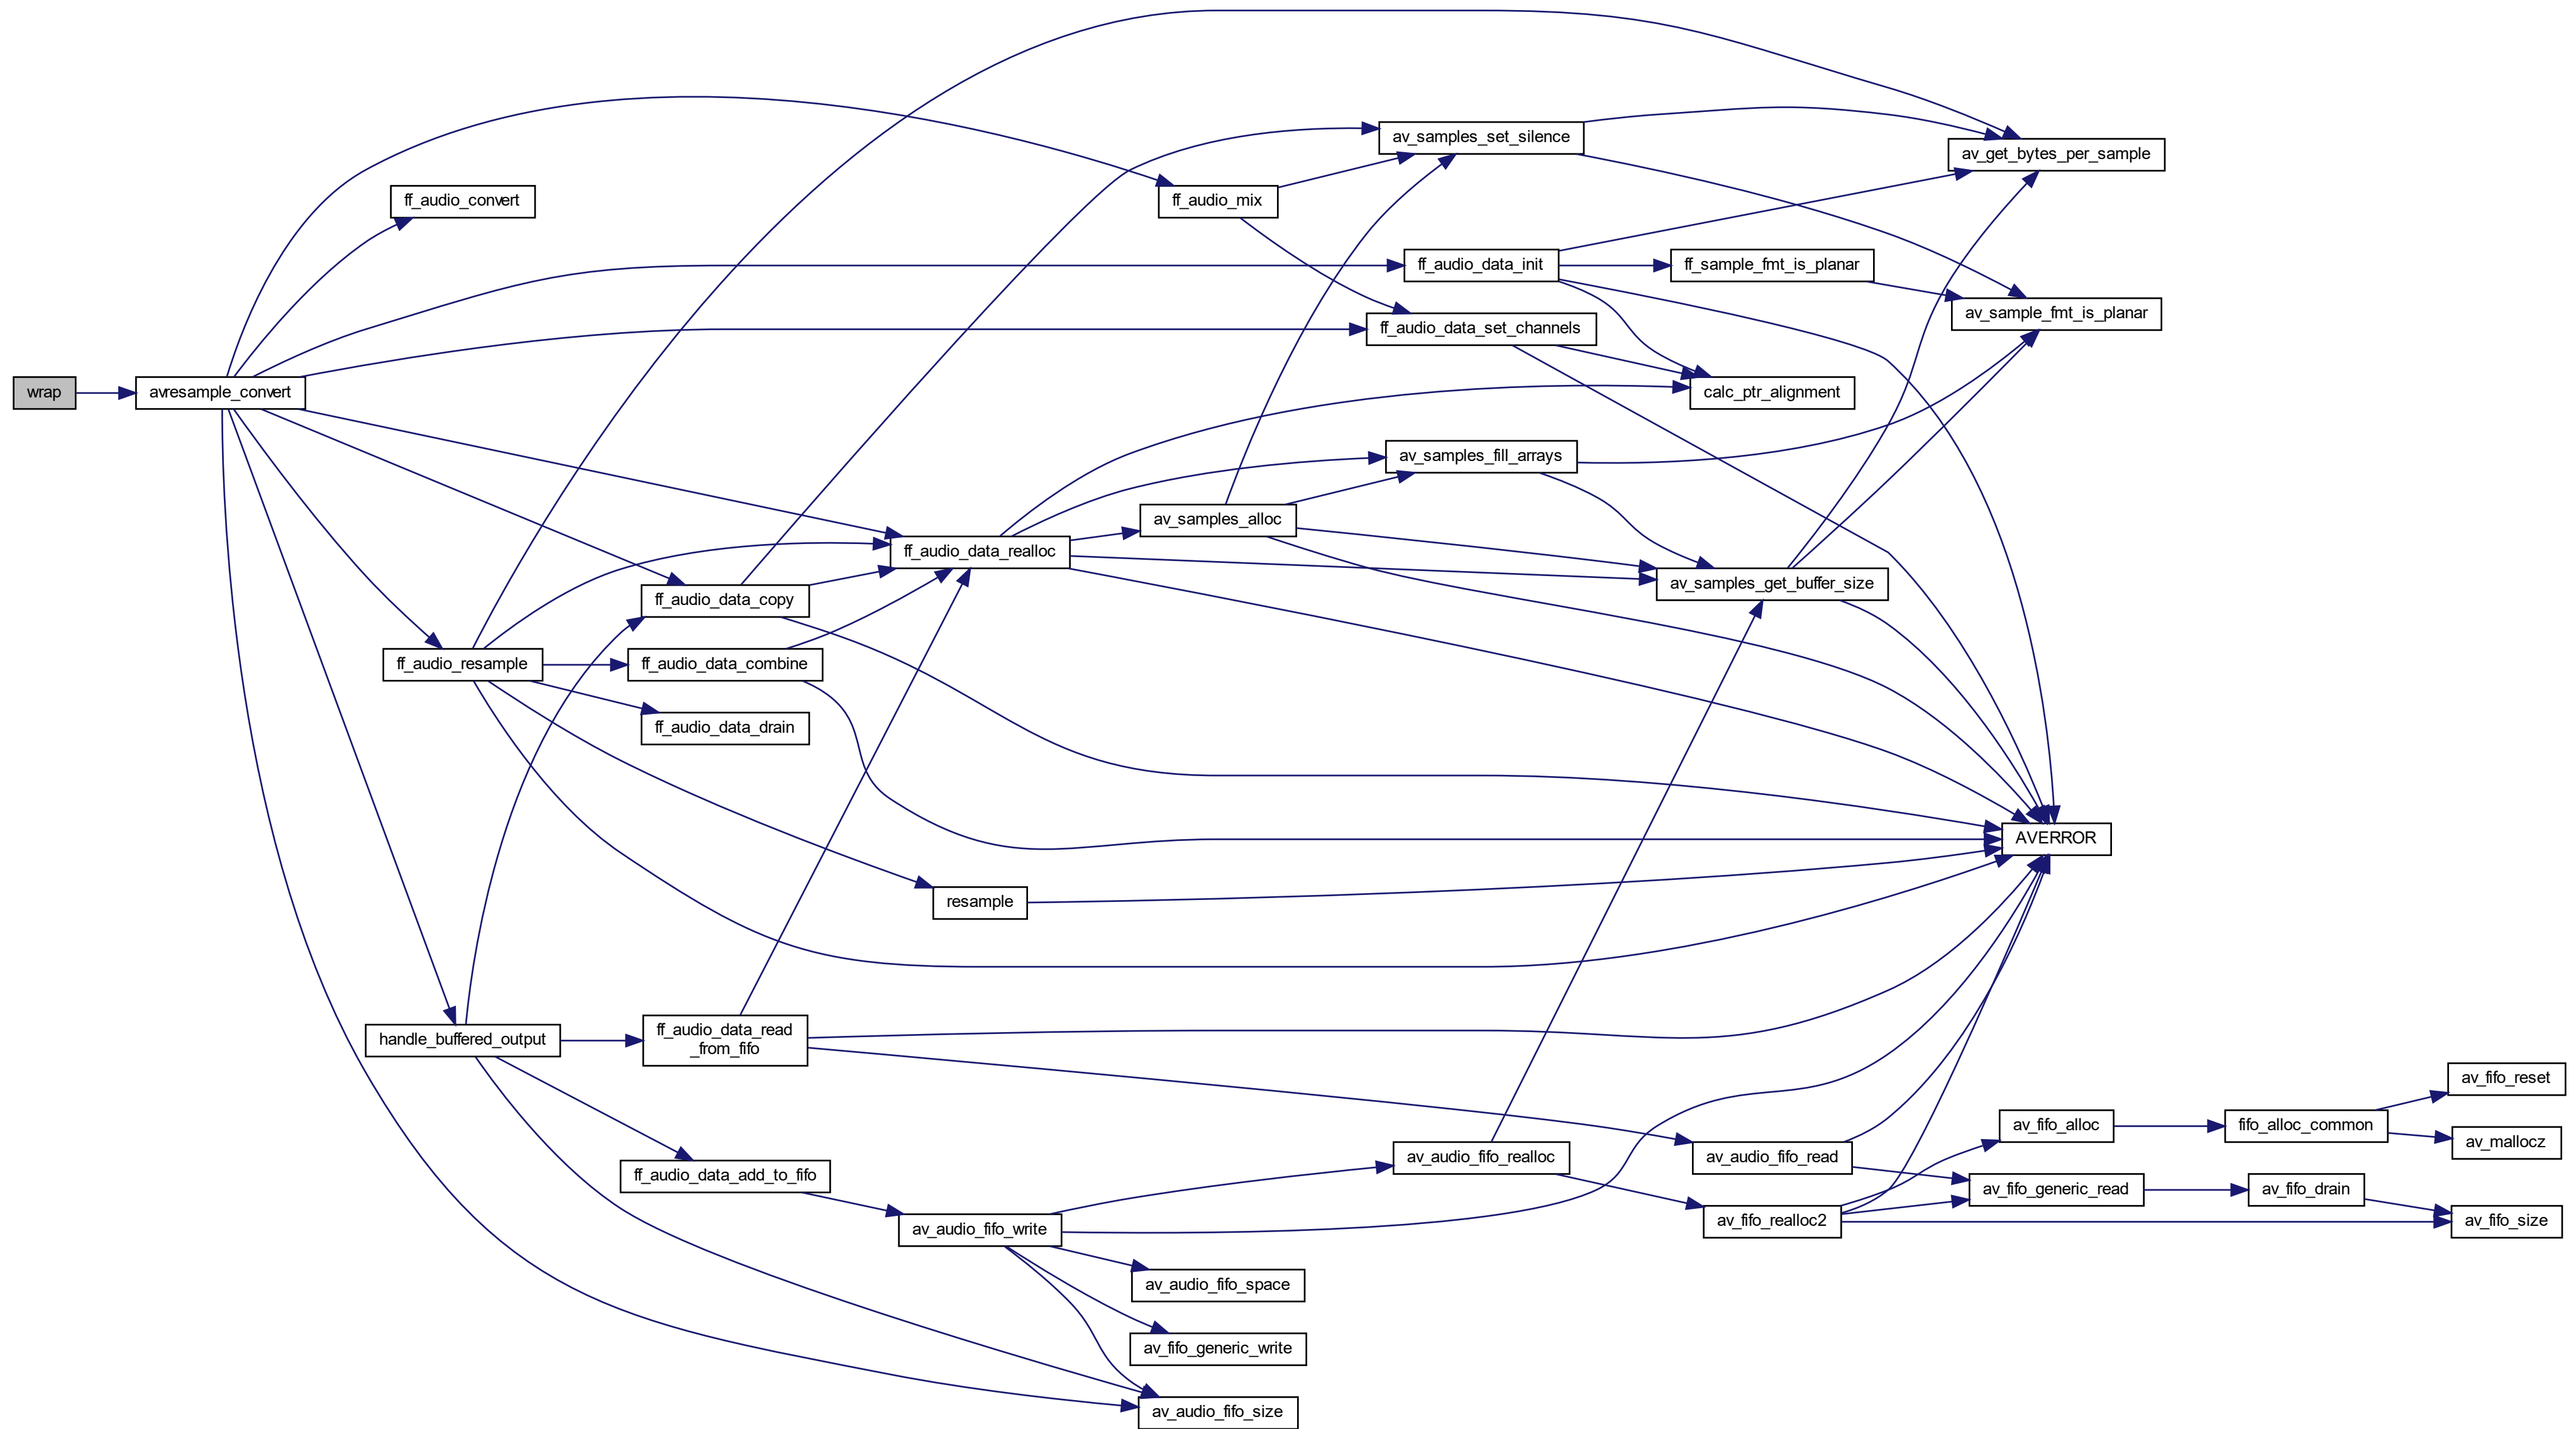 wrap
avresample_convert
ff_audio_convert
ff_audio_resample
handle_buffered_output
ff_audio_data_copy
ff_audio_data_combine
ff_audio_data_drain
ff_audio_data_read
_from_fifo
ff_audio_data_add_to_fifo
ff_audio_data_realloc
resample
av_audio_fifo_write
ff_audio_mix
av_samples_alloc
av_audio_fifo_space
av_fifo_generic_write
av_audio_fifo_size
av_samples_set_silence
ff_audio_data_init
ff_audio_data_set_channels
av_samples_fill_arrays
av_audio_fifo_realloc
ff_sample_fmt_is_planar
calc_ptr_alignment
av_samples_get_buffer_size
av_audio_fifo_read
av_fifo_realloc2
av_get_bytes_per_sample
av_sample_fmt_is_planar
AVERROR
av_fifo_alloc
av_fifo_generic_read
fifo_alloc_common
av_fifo_drain
av_fifo_reset
av_mallocz
av_fifo_size